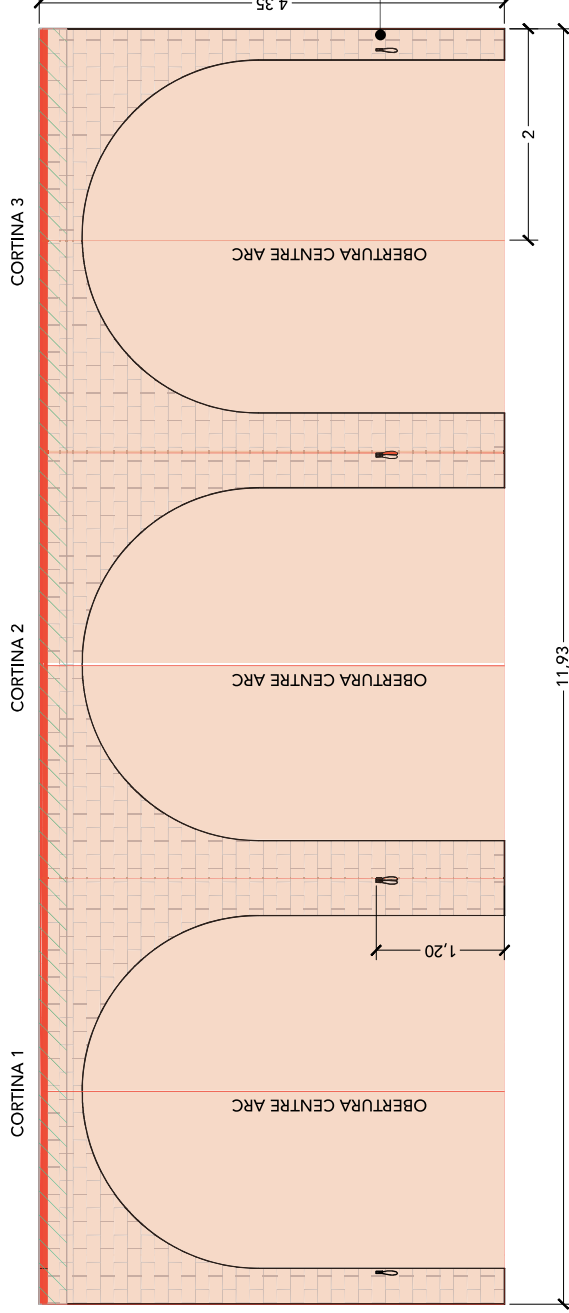 4,35
CORTINA 3
2
OBERTURA CENTRE ARC
CORTINA 2
OBERTURA CENTRE ARC
11,93
1,20
CORTINA 1
OBERTURA CENTRE ARC